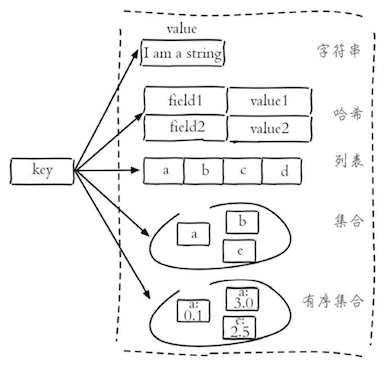 value
I am a string
字符串
field1 value1
哈希
field2 value2
列表
key
a b c d
集合
b
a
e
有序集合
a:
3.0
a:
0.1
e:
2.5